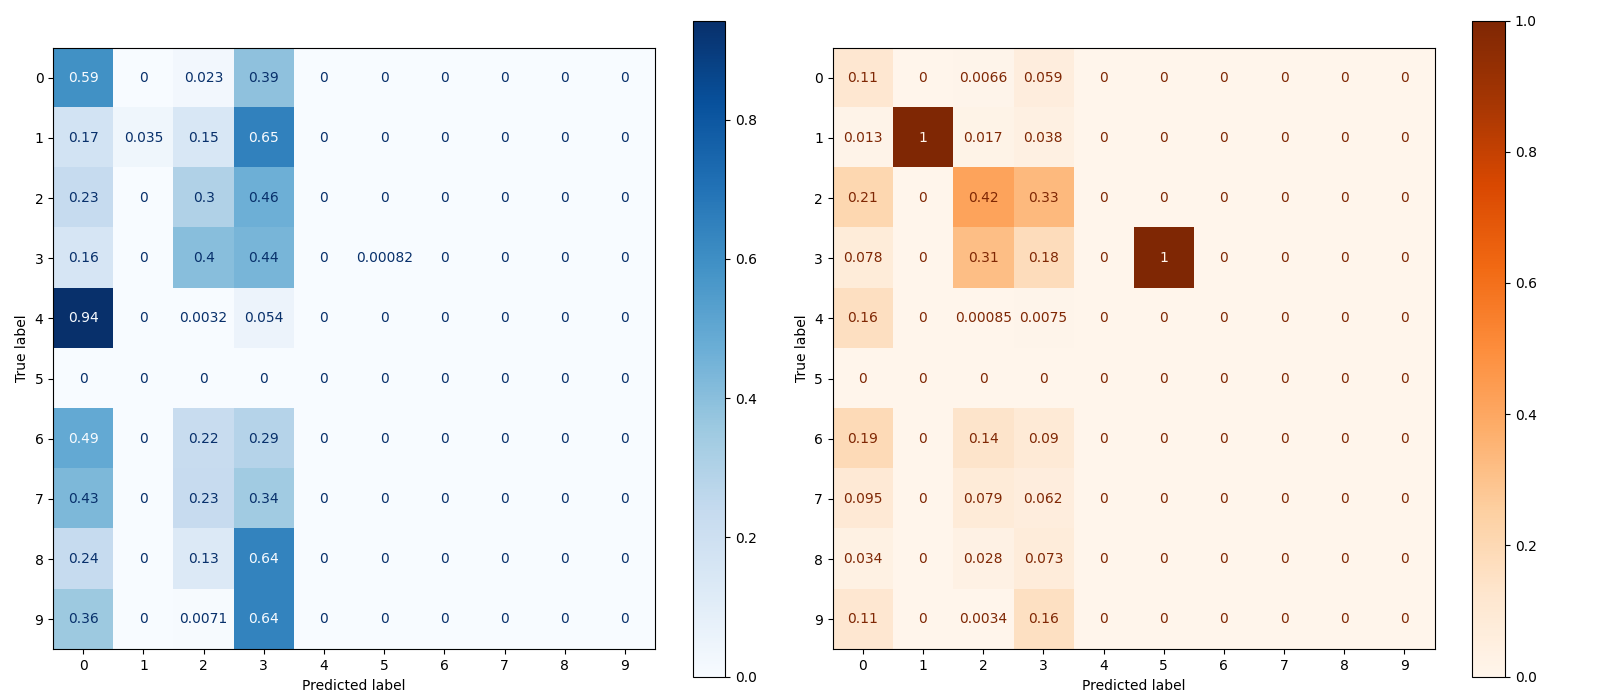 0 0.59 0 0.023 0.39 0 0 0 0 0 0
1 0.17 0.035 0.15 0.65 0 0 0 0 0 0
2 0.23 0 0.3 0.46 0 0 0 0 0 0
3 0.16 0 0.4 0.44 0 0.00082 0 0 0 0
4 0.94 0 0.0032 0.054 0 0 0 0 0 0
5 0 0 0 0 0 0 0 0 0 0
6 0.49 0 0.22 0.29 0 0 0 0 0 0
7 0.43 0 0.23 0.34 0 0 0 0 0 0
8 0.24 0 0.13 0.64 0 0 0 0 0 0
9 0.36 0 0.0071 0.64 0 0 0 0 0 0
0 1 2 3 4 5 6 7 8 9
Predicted label
True label
0.8
0.6
0.4
0.2
0.0
0 0.11 0 0.0066 0.059 0 0 0 0 0 0
1 0.013 1 0.017 0.038 0 0 0 0 0 0
2 0.21 0 0.42 0.33 0 0 0 0 0 0
3 0.078 0 0.31 0.18 0 1 0 0 0 0
4 0.16 0 0.00085 0.0075 0 0 0 0 0 0
5 0 0 0 0 0 0 0 0 0 0
6 0.19 0 0.14 0.09 0 0 0 0 0 0
7 0.095 0 0.079 0.062 0 0 0 0 0 0
8 0.034 0 0.028 0.073 0 0 0 0 0 0
9 0.11 0 0.0034 0.16 0 0 0 0 0 0
0 1 2 3 4 5 6 7 8 9
Predicted label
True label
1.0
0.8
0.6
0.4
0.2
0.0